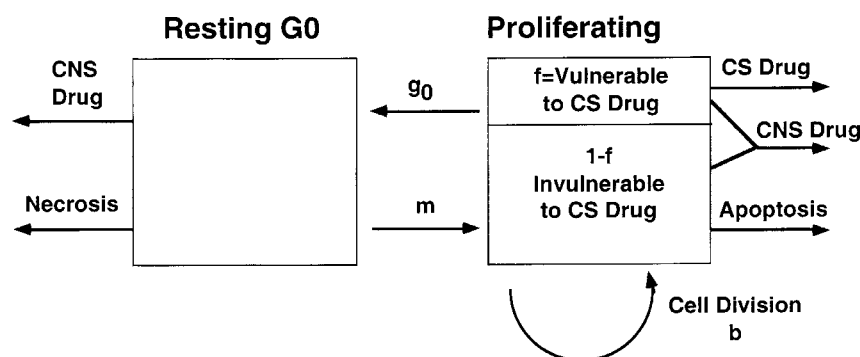 Resting G0
Proliferating
CNS
Drug
Necrosis
g0
m
f=Vulnerable
to CS Drug
1-f
Invulnerable
to CS Drug
CS Drug
CNS Drug
Apoptosis
Cell Division
b